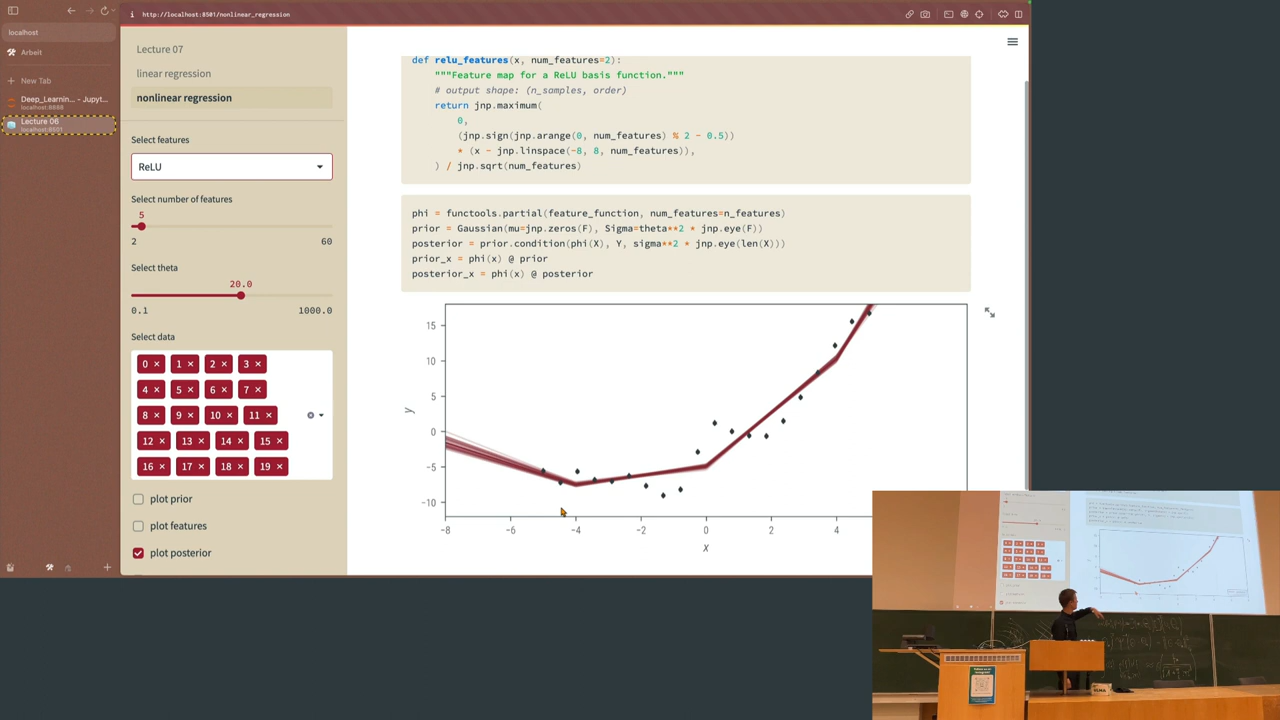 http://localhost:8501/nonlinear_regression
localhost
Arbeit
New Tab
Deep_Learnin... - Jupyt...
localhost:8888
Lecture 06
localhost:8501
Lecture 07
linear regression
nonlinear regression
Select features
ReLU
Select number of features
5
2 60
Select theta
20.0
0.1 1000.0
Select data
0 × 1 × 2 × 3 ×
4 × 5 × 6 × 7 ×
8 × 9 × 10 × 11 ×
12 × 13 × 14 × 15 ×
16 × 17 × 18 × 19 ×
plot prior
plot features
plot posterior
def relu_features(x, num_features=2):
"""Feature map for a ReLU basis function."""
# output shape: (n_samples, order)
return jnp.maximum(
0,
(jnp.sign(jnp.arange(0, num_features) % 2 - 0.5))
* (x - jnp.linspace(-8, 8, num_features)),
) / jnp.sqrt(num_features)
phi = functools.partial(feature_function, num_features=n_features)
prior = Gaussian(mu=jnp.zeros(F), Sigma=theta**2 * jnp.eye(F))
posterior = prior.condition(phi(X), Y, sigma**2 * jnp.eye(len(X)))
prior_x = phi(x) @ prior
posterior_x = phi(x) @ posterior
15
10
5
0
-5
-10
y
-8 -6 -4 -2 0 2 4
X